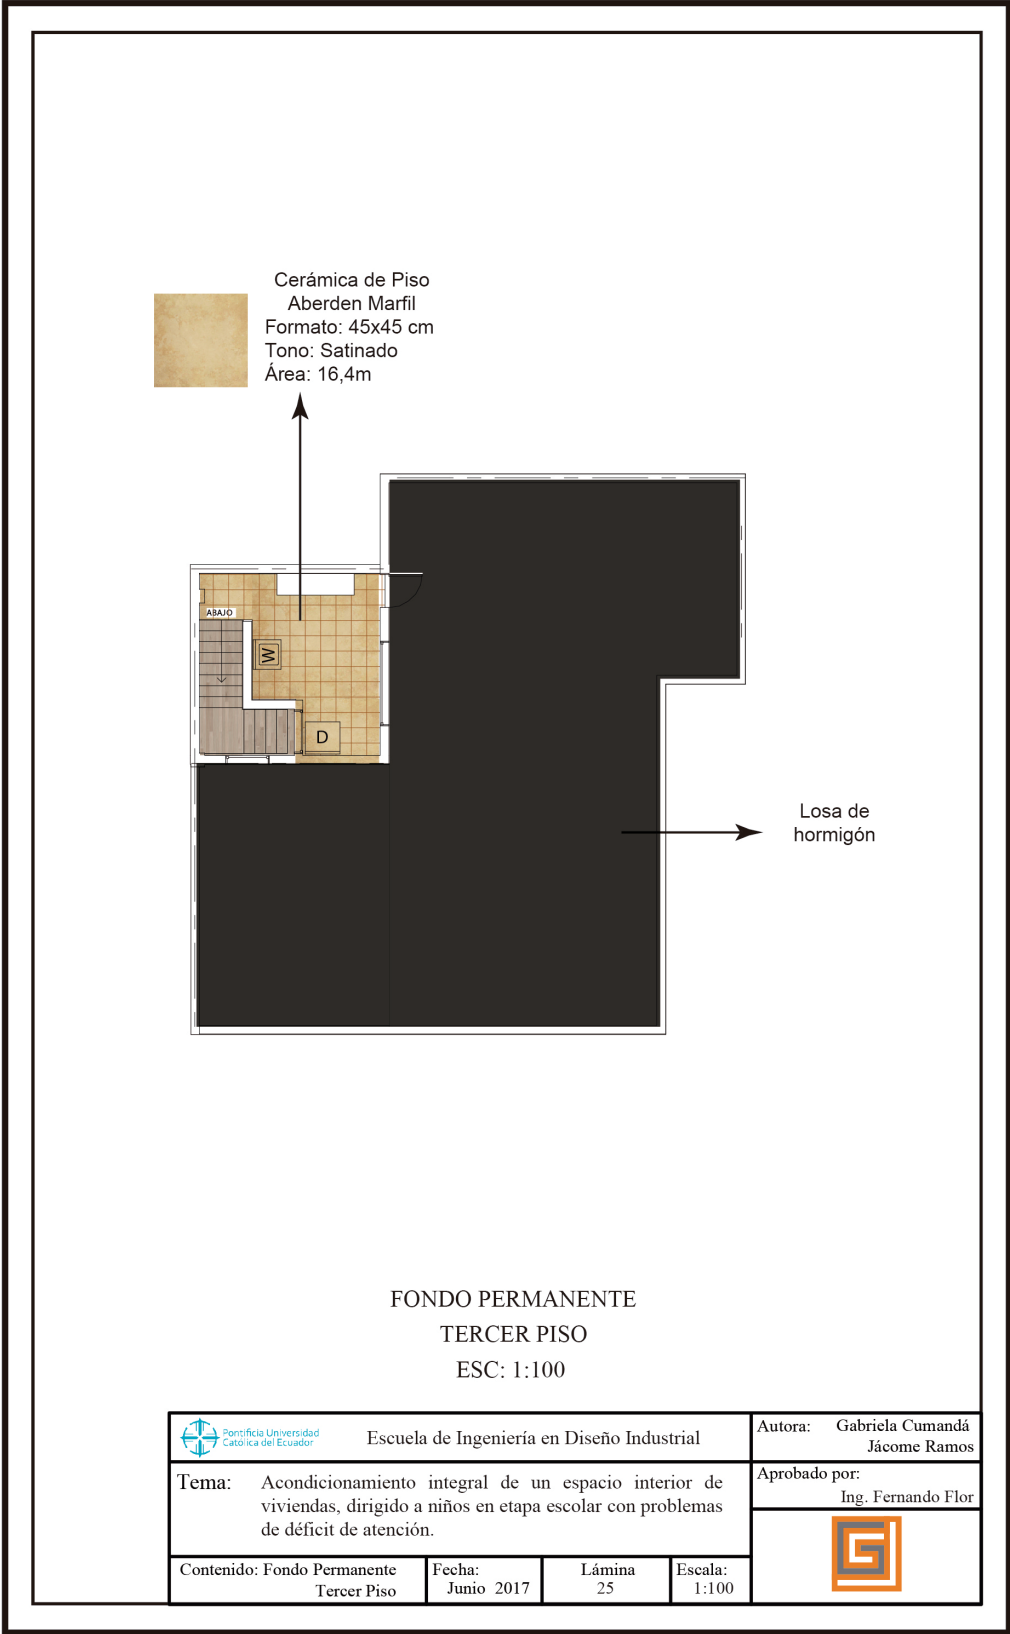 Cerámica de Piso
Aberden Marfil
Formato: 45x45 cm
Tono: Satinado
Área: 16,4m
ABAJO
W
D
Losa de
hormigón
FONDO PERMANENTE
TERCER PISO
ESC: 1:100
Pontificia Universidad
Católica del Ecuador
Escuela de Ingeniería en Diseño Industrial
Autora: Gabriela Cumandá
Jácome Ramos
Tema: Acondicionamiento integral de un espacio interior de
viviendas, dirigido a niños en etapa escolar con problemas
de déficit de atención.
Aprobado por:
Ing. Fernando Flor
Contenido: Fondo Permanente
Tercer Piso
Fecha:
Junio 2017
Lámina
25
Escala:
1:100